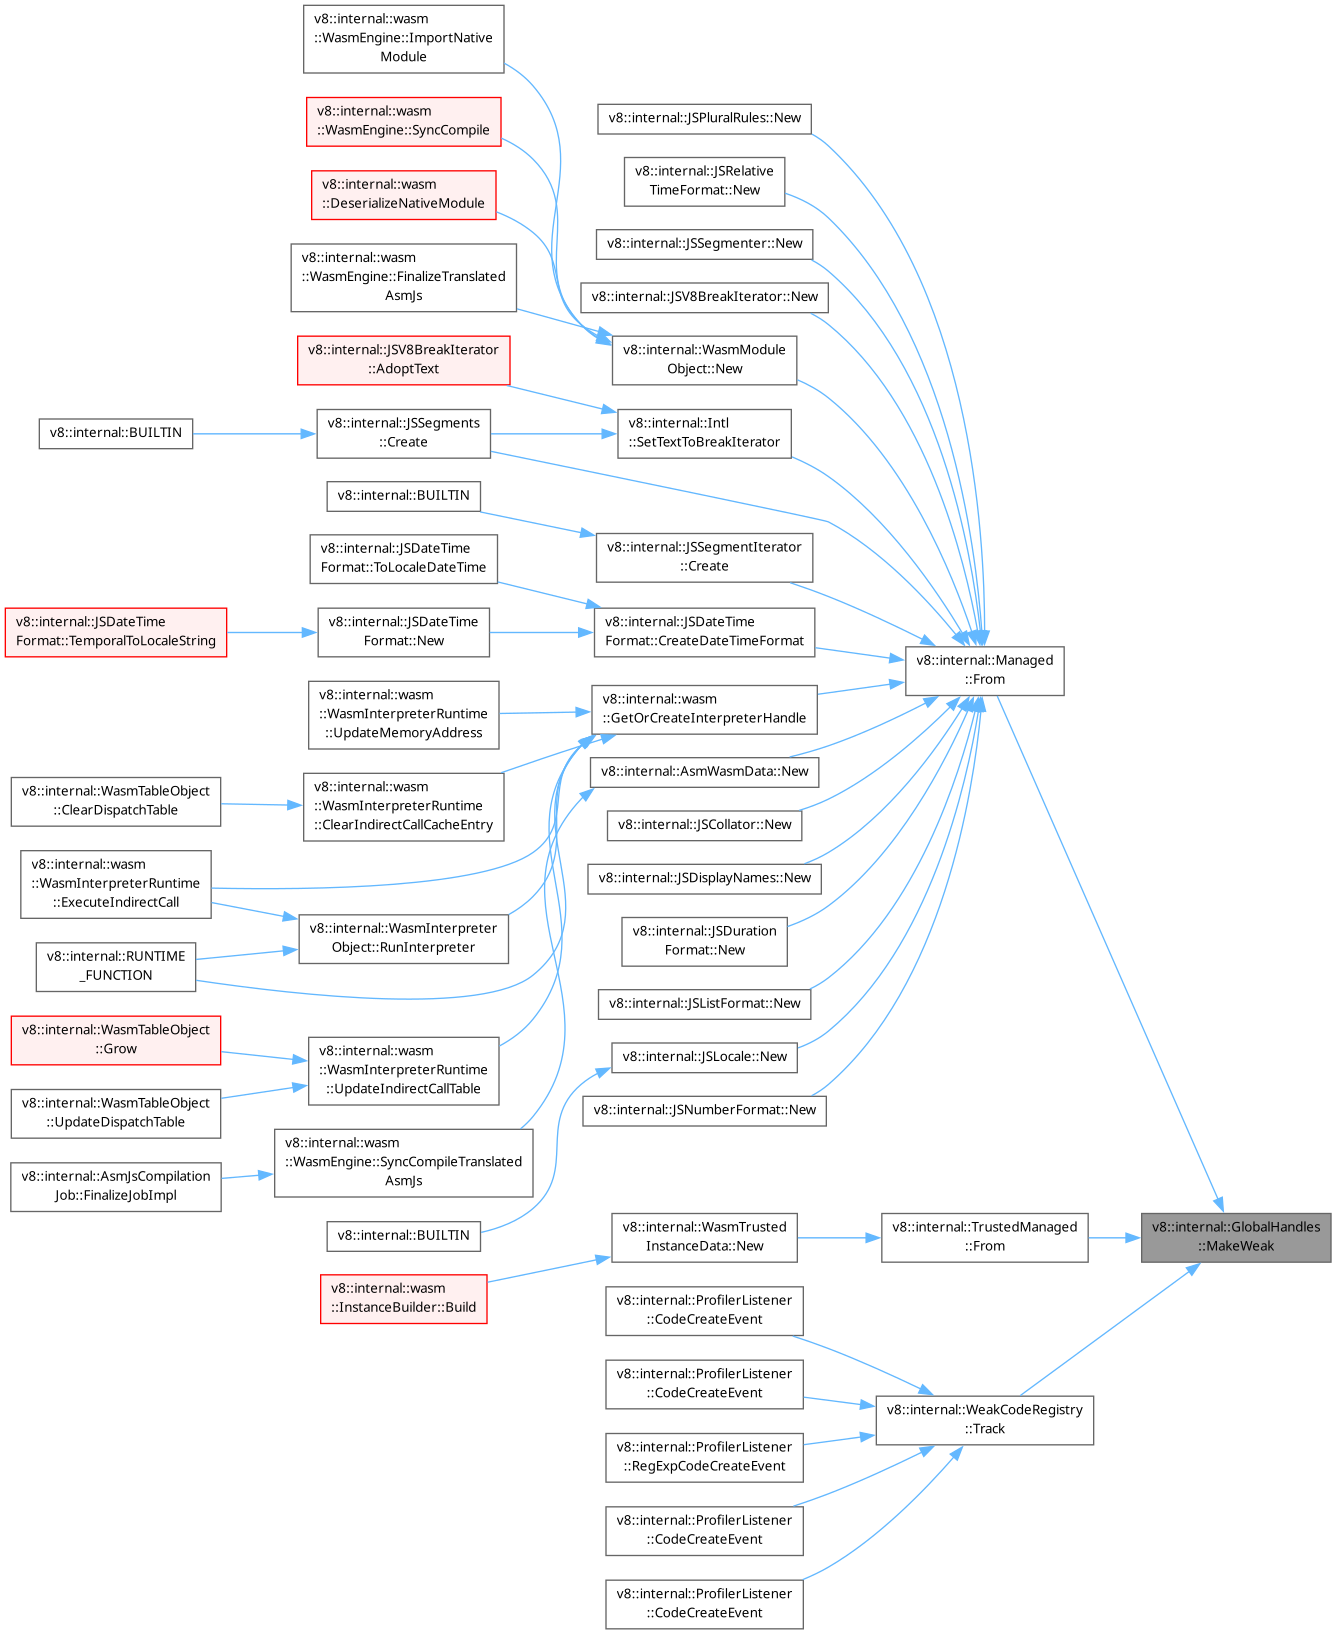 v8::internal::wasm
::WasmEngine::ImportNative
Module
v8::internal::wasm
::WasmEngine::SyncCompile
v8::internal::wasm
::DeserializeNativeModule
v8::internal::wasm
::WasmEngine::FinalizeTranslated
AsmJs
v8::internal::JSV8BreakIterator
::AdoptText
v8::internal::BUILTIN
v8::internal::JSSegments
::Create
v8::internal::BUILTIN
v8::internal::JSDateTime
Format::ToLocaleDateTime
v8::internal::JSDateTime
Format::TemporalToLocaleString
v8::internal::JSDateTime
Format::New
v8::internal::wasm
::WasmInterpreterRuntime
::UpdateMemoryAddress
v8::internal::WasmTableObject
::ClearDispatchTable
v8::internal::wasm
::WasmInterpreterRuntime
::ClearIndirectCallCacheEntry
v8::internal::wasm
::WasmInterpreterRuntime
::ExecuteIndirectCall
v8::internal::RUNTIME
_FUNCTION
v8::internal::WasmInterpreter
Object::RunInterpreter
v8::internal::WasmTableObject
::Grow
v8::internal::WasmTableObject
::UpdateDispatchTable
v8::internal::wasm
::WasmInterpreterRuntime
::UpdateIndirectCallTable
v8::internal::AsmJsCompilation
Job::FinalizeJobImpl
v8::internal::wasm
::WasmEngine::SyncCompileTranslated
AsmJs
v8::internal::BUILTIN
v8::internal::wasm
::InstanceBuilder::Build
v8::internal::JSPluralRules::New
v8::internal::JSRelative
TimeFormat::New
v8::internal::JSSegmenter::New
v8::internal::JSV8BreakIterator::New
v8::internal::WasmModule
Object::New
v8::internal::Intl
::SetTextToBreakIterator
v8::internal::JSSegmentIterator
::Create
v8::internal::JSDateTime
Format::CreateDateTimeFormat
v8::internal::wasm
::GetOrCreateInterpreterHandle
v8::internal::AsmWasmData::New
v8::internal::JSCollator::New
v8::internal::JSDisplayNames::New
v8::internal::JSDuration
Format::New
v8::internal::JSListFormat::New
v8::internal::JSLocale::New
v8::internal::JSNumberFormat::New
v8::internal::WasmTrusted
InstanceData::New
v8::internal::ProfilerListener
::CodeCreateEvent
v8::internal::ProfilerListener
::CodeCreateEvent
v8::internal::ProfilerListener
::RegExpCodeCreateEvent
v8::internal::ProfilerListener
::CodeCreateEvent
v8::internal::ProfilerListener
::CodeCreateEvent
v8::internal::Managed
::From
v8::internal::TrustedManaged
::From
v8::internal::WeakCodeRegistry
::Track
v8::internal::GlobalHandles
::MakeWeak